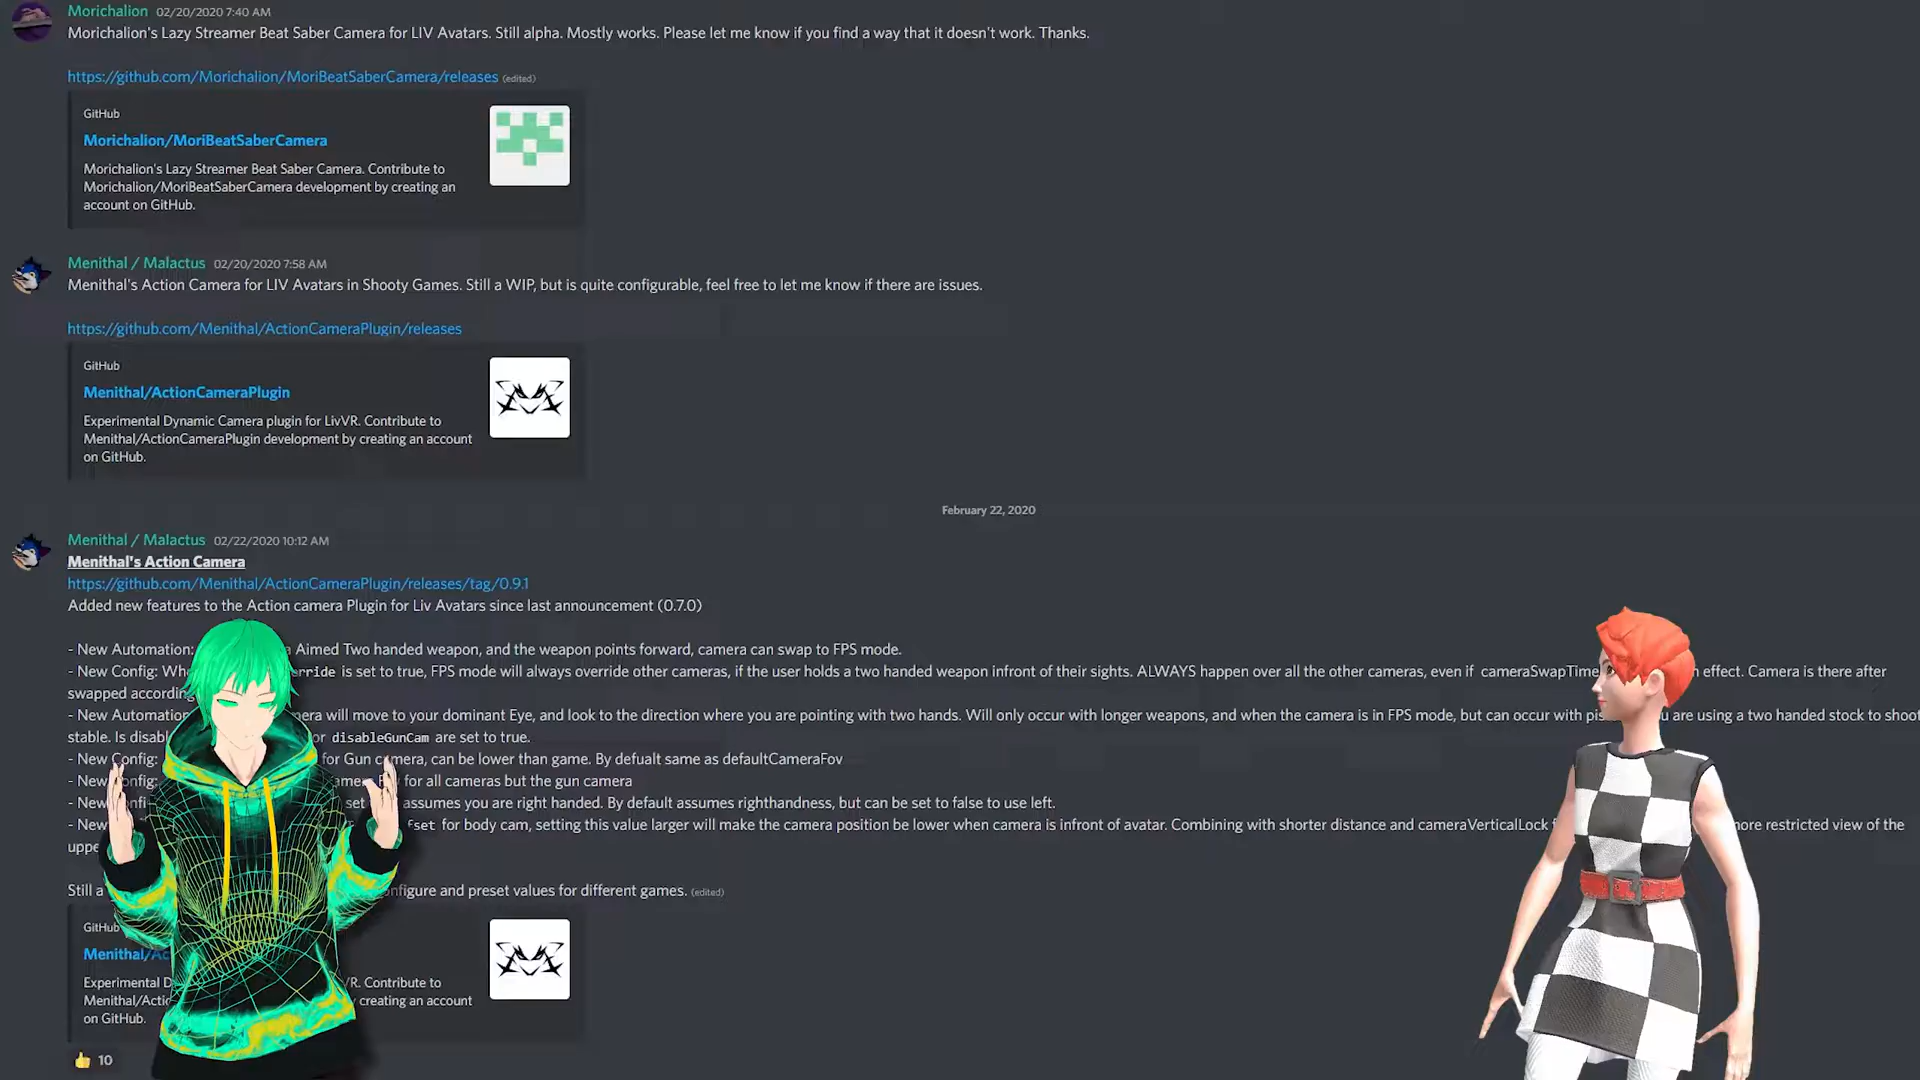 Morichalion 02/20/2020 7:40 AM
Morichalion's Lazy Streamer Beat Saber Camera for LIV Avatars. Still alpha. Mostly works. Please let me know if you find a way that it doesn't work. Thanks.
https://github.com/Morichalion/MoriBeatSaberCamera/releases (edited)
GitHub
Morichalion/MoriBeatSaberCamera
Morichalion's Lazy Streamer Beat Saber Camera. Contribute to
Morichalion/MoriBeatSaberCamera development by creating an
account on GitHub.
Menithal / Malactus 02/20/2020 7:58 AM
Menithal's Action Camera for LIV Avatars in Shooty Games. Still a WIP, but is quite configurable, feel free to let me know if there are issues.
https://github.com/Menithal/ActionCameraPlugin/releases
GitHub
Menithal/ActionCameraPlugin
Experimental Dynamic Camera plugin for LivVR. Contribute to
Menithal/ActionCameraPlugin development by creating an account
on GitHub.
February 22, 2020
Menithal / Malactus 02/22/2020 10:12 AM
Menithal's Action Camera
https://github.com/Menithal/ActionCameraPlugin/releases/tag/0.9.1
Added new features to the Action camera Plugin for Liv Avatars since last announcement (0.7.0)
- New Automation: Aimed Two handed weapon, and the weapon points forward, camera can swap to FPS mode.
- New Config: is set to true, FPS mode will always override other cameras, if the user holds a two handed weapon infront of their sights. ALWAYS happen over all the other cameras, even if cameraSwapTime effect. Camera is there after
swapped
- New Automation will move to your dominant Eye, and look to the direction where you are pointing with two hands. Will only occur with longer weapons, and when the camera is in FPS mode, but can occur with are using a two handed stock to shoot
stable. Is or disableGunCam are set to true.
- New Config: for Gun camera, can be lower than game. By defualt same as defaultCameraFov
- New for all cameras but the gun camera
- New set assumes you are right handed. By default assumes righthandness, but can be set to false to use left.
- New for body cam, setting this value larger will make the camera position be lower when camera is infront of avatar. Combining with shorter distance and cameraVerticalLock more restricted view of the
Still a and preset values for different games. (edited)
GitHub
Experimental Contribute to
creating an account
on GitHub.
10